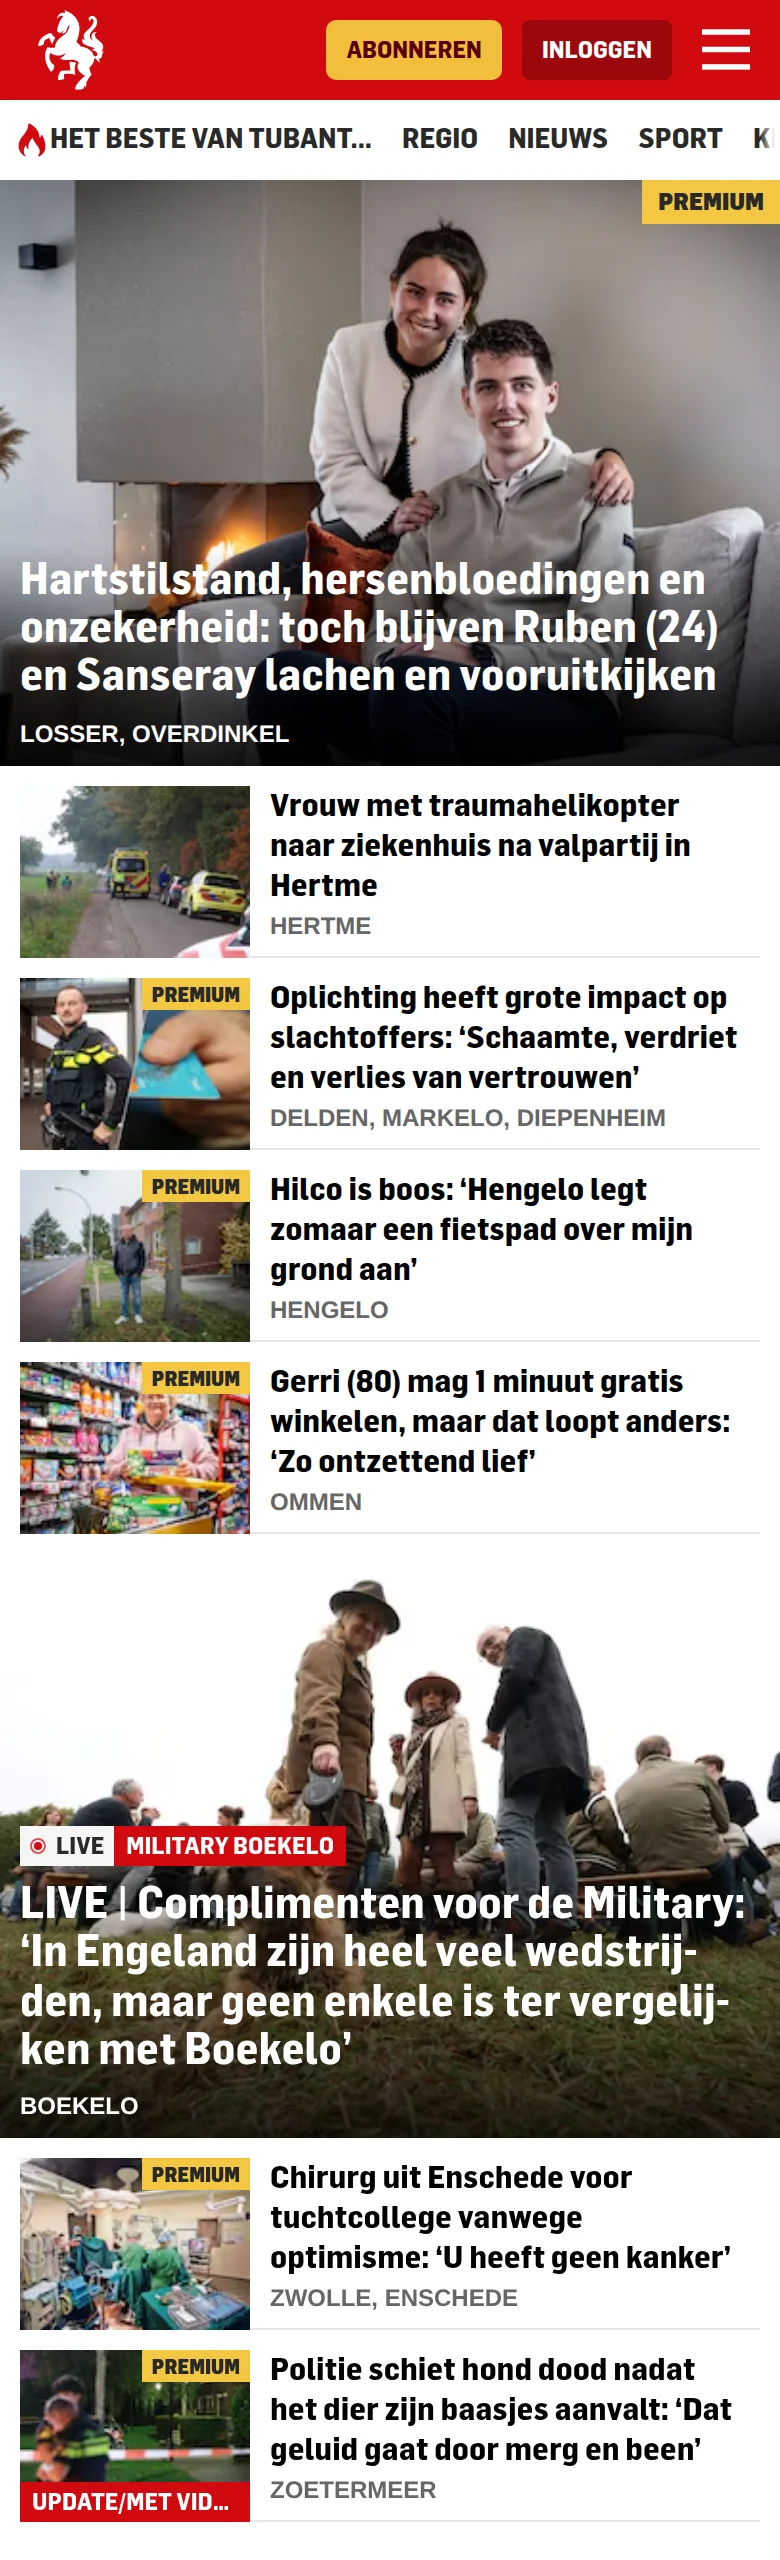 ABONNEREN
INLOGGEN
HET BESTE VAN TUBANT...
REGIO
NIEUWS
SPORT
PREMIUM
Hartstilstand, hersenbloedingen en
onzekerheid: toch blijven Ruben (24)
en Sanseray lachen en vooruitkijken
LOSSER, OVERDINKEL
Vrouw met traumahelikopter
naar ziekenhuis na valpartij in
Hertme
HERTME
PREMIUM
Oplichting heeft grote impact op
slachtoffers: ‘Schaamte, verdriet
en verlies van vertrouwen’
DELDEN, MARKELO, DIEPENHEIM
PREMIUM
Hilco is boos: ‘Hengelo legt
zomaar een fietspad over mijn
grond aan’
HENGELO
PREMIUM
Gerri (80) mag 1 minuut gratis
winkelen, maar dat loopt anders:
‘Zo ontzettend lief’
OMMEN
LIVE
MILITARY BOEKELO
LIVE | Complimenten voor de Military:
‘In Engeland zijn heel veel wedstrij-
den, maar geen enkele is ter vergelij-
ken met Boekelo’
BOEKELO
PREMIUM
Chirurg uit Enschede voor
tuchtcollege vanwege
optimisme: ‘U heeft geen kanker’
ZWOLLE, ENSCHEDE
PREMIUM
UPDATE/MET VID...
Politie schiet hond dood nadat
het dier zijn baasjes aanvalt: ‘Dat
geluid gaat door merg en been’
ZOETERMEER